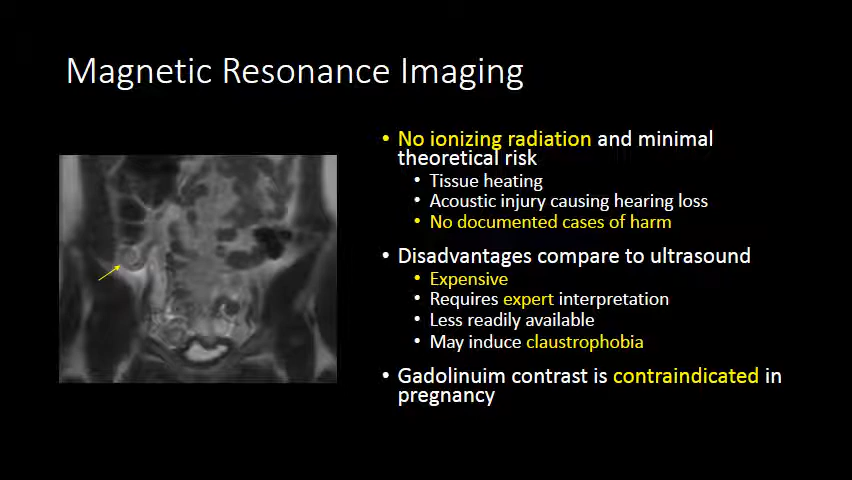 Magnetic Resonance Imaging
• No ionizing radiation and minimal
theoretical risk
• Tissue heating
• Acoustic injury causing hearing loss
• No documented cases of harm
• Disadvantages compare to ultrasound
• Expensive
• Requires expert interpretation
• Less readily available
• May induce claustrophobia
• Gadolinuim contrast is contraindicated in
pregnancy